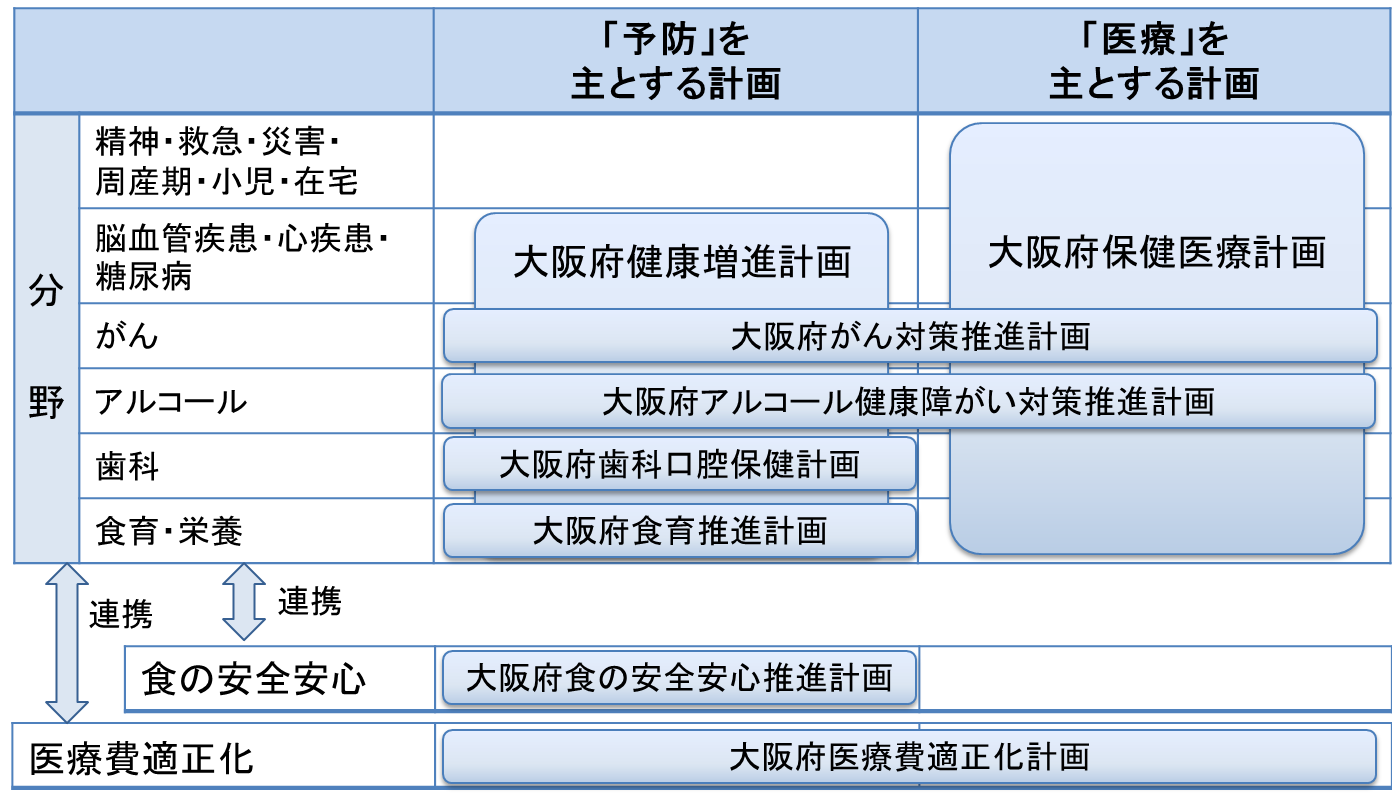 「予防」を
主とする計画
「医療」を
主とする計画
分
野
精神・救急・災害・
周産期・小児・在宅
脳血管疾患・心疾患・
糖尿病
大阪府健康増進計画
大阪府保健医療計画
がん
大阪府がん対策推進計画
アルコール
大阪府アルコール健康障がい対策推進計画
歯科
大阪府歯科口腔保健計画
食育・栄養
大阪府食育推進計画
連携
連携
食の安全安心
大阪府食の安全安心推進計画
医療費適正化
大阪府医療費適正化計画